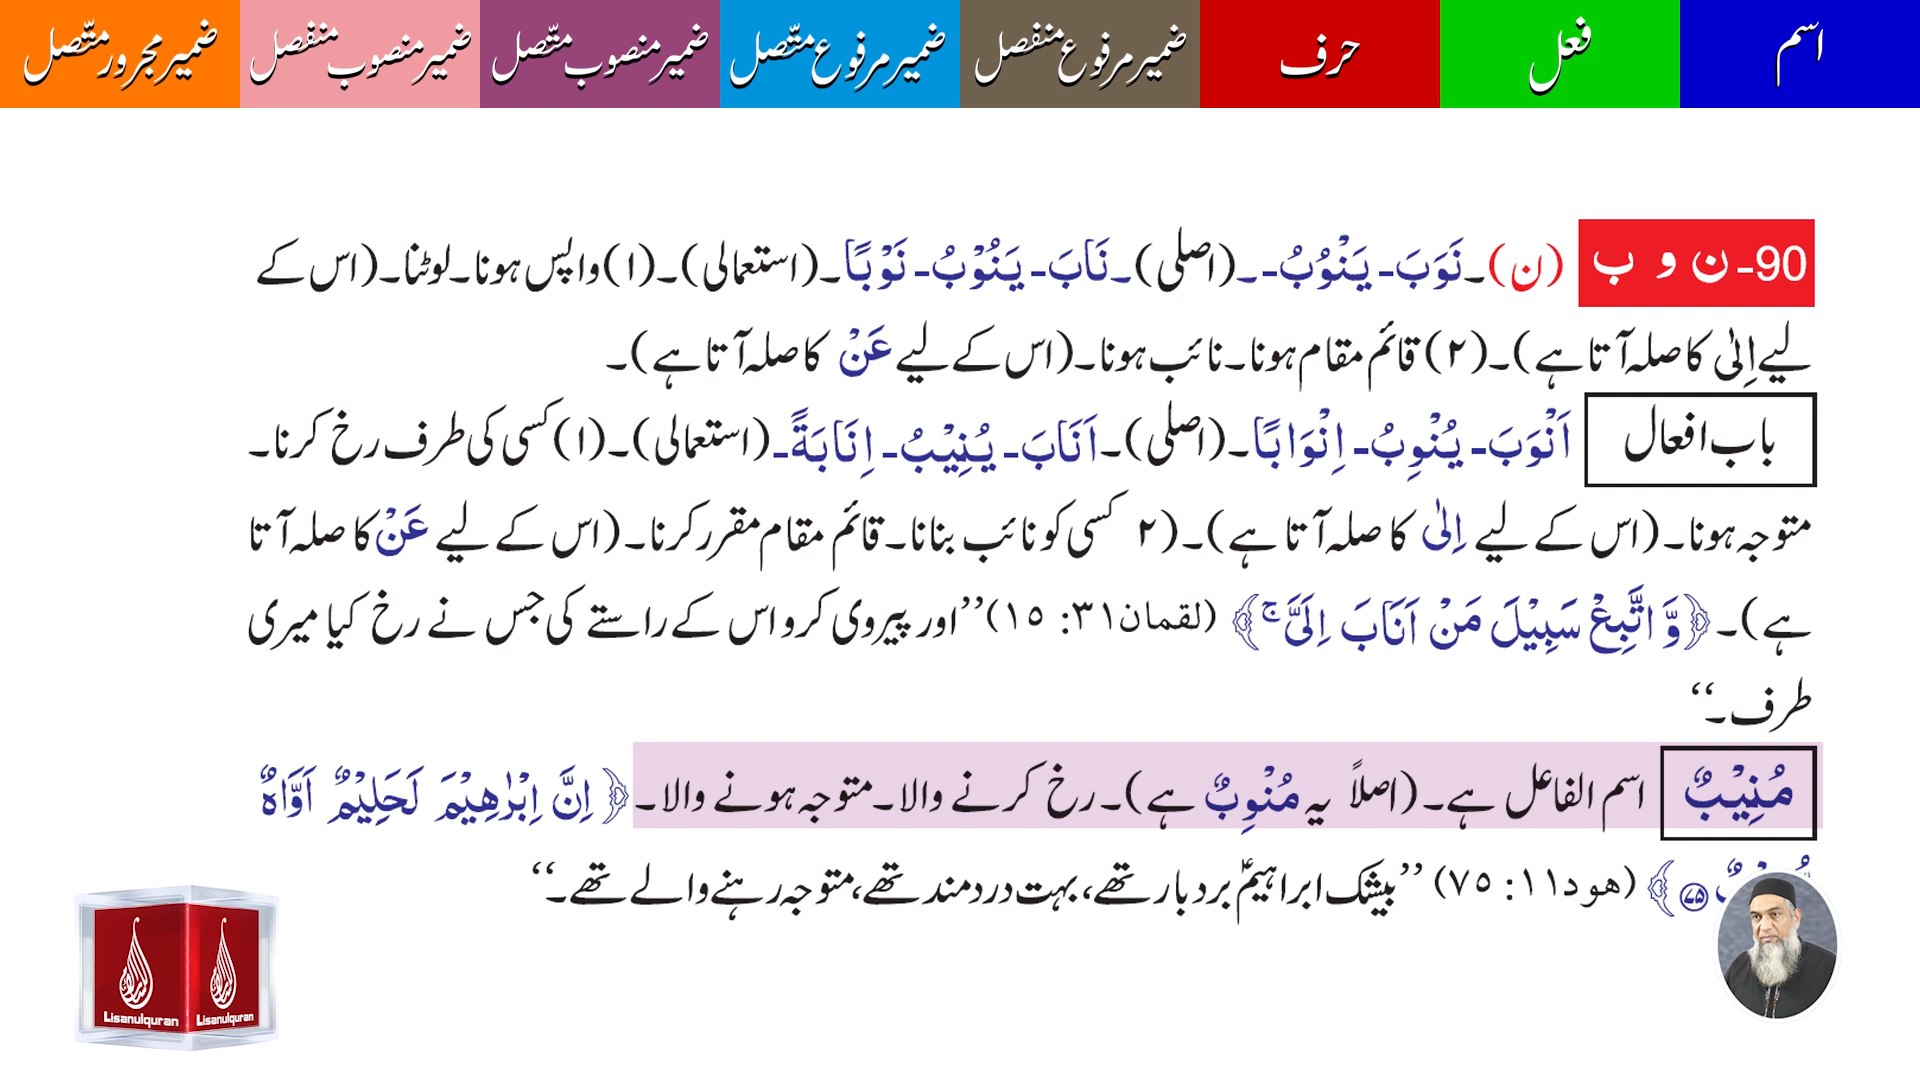 اسم فعل حرف ضمیر مرفوع منفصل ضمیر مرفوع متّصل ضمیر منصوب متّصل ضمیر منصوب منفصل ضمیر مجرور متّصل
90- ن و ب (ن)۔ نَوَبَ- یَنْوُبُ-۔ (اصلی)۔ نَابَ- یَنُوْبُ- نَوْبًا۔ (استعمالی)۔ (۱) واپس ہونا۔ لوٹنا۔ (اس کے
لیے اِلیٰ کا صلہ آتا ہے)۔ (۲) قائم مقام ہونا۔ نائب ہونا۔ (اس کے لیے عَنْ کا صلہ آتا ہے)۔
باب افعال اَنْوَبَ- یُنْوِبُ- اِنْوَابًا۔ (اصلی)۔ اَنَابَ- یُنِیْبُ- اِنَابَةً- (استعمالی)۔ (۱) کسی کی طرف رخ کرنا۔
متوجہ ہونا۔ (اس کے لیے اِلیٰ کا صلہ آتا ہے)۔ (۲ کسی کو نائب بنانا۔ قائم مقام مقرر کرنا۔ (اس کے لیے عَنْ کا صلہ آتا
ہے)۔ ﴿وَّ اتَّبِعْ سَبِیْلَ مَنْ اَنَابَ اِلَیَّ ۚ﴾ (لقمان۳۱: ۱۵) ’’اور پیروی کرو اس کے راستے کی جس نے رخ کیا میری
طرف۔‘‘
مُنِیْبٌ اسم الفاعل ہے۔ (اصلاً یہ مُنْوِبٌ ہے)۔ رخ کرنے والا۔ متوجہ ہونے والا۔ ﴿اِنَّ اِبْرٰهِیْمَ لَحَلِیْمٌ اَوَّاهٌ
﴾ ۷۵ (هود۱۱: ۷۵) ’’بیشک ابراہیمؑ بردبار تھے، بہت دردمند تھے، متوجہ رہنے والے تھے۔‘‘
Lisanulquran Lisanulquran